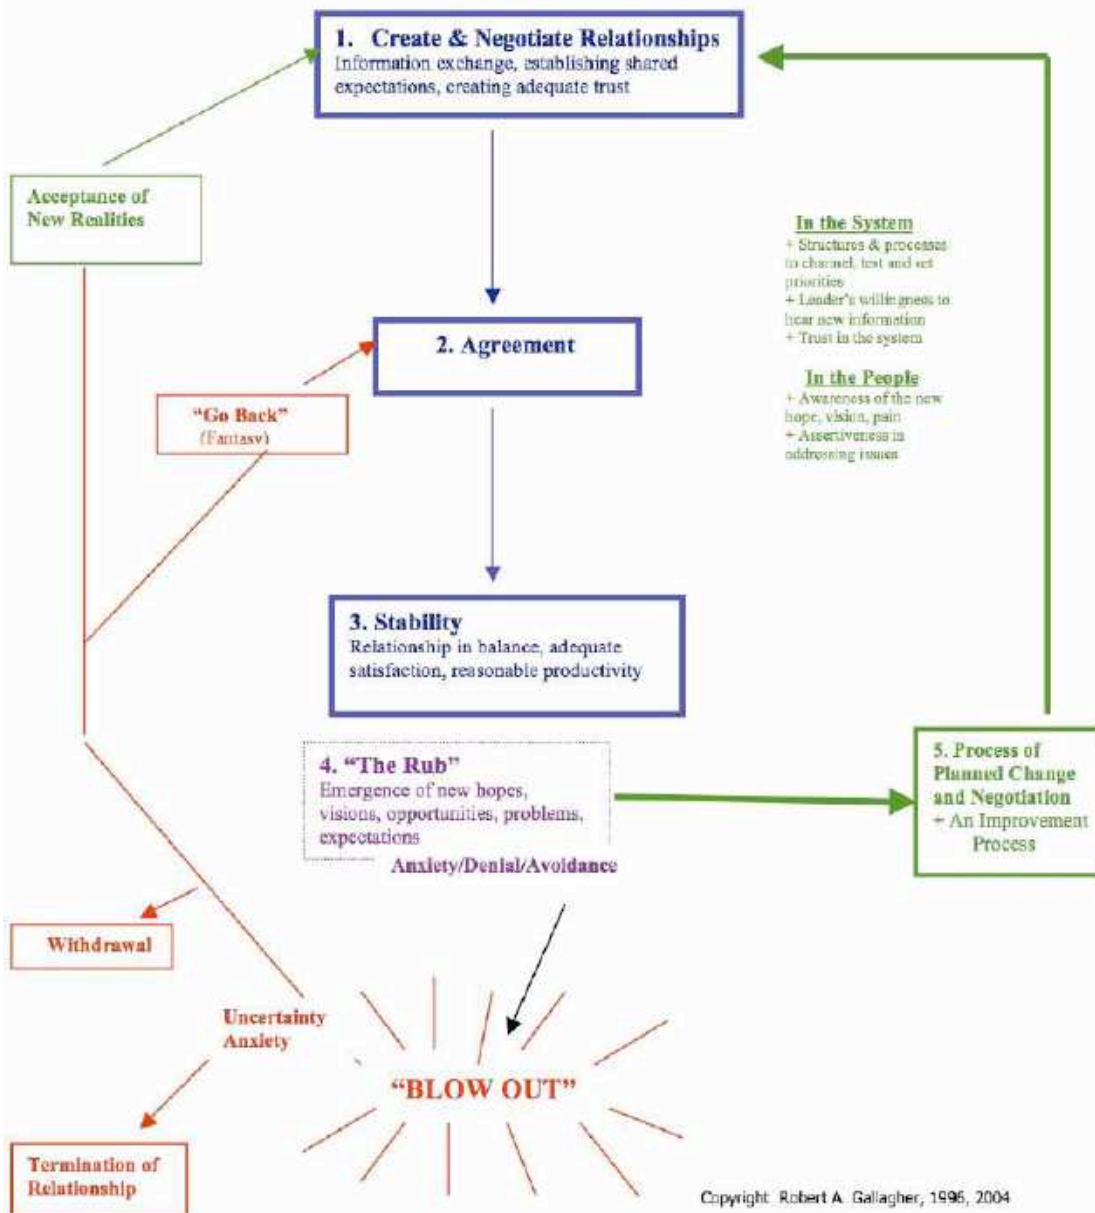 1. Create & Negotiate Relationships
Information exchange, establishing shared
expectations, creating adequate trust
Acceptance of
New Realities
In the System
+ Structures & processes
to channel, test and set
priorities
+ Leader's willingness to
hear new information
+ Trust in the system
2. Agreement
In the People
+ Awareness of the new
hope, vision, pain
+ Assertiveness in
addressing issues
“Go Back”
(Fantasy)
3. Stability
Relationship in balance, adequate
satisfaction, reasonable productivity
4. “The Rub”
Emergence of new hopes,
visions, opportunities, problems,
expectations
Anxiety/Denial/Avoidance
5. Process of
Planned Change
and Negotiation
+ An Improvement
Process
Withdrawal
Uncertainty
Anxiety
“BLOW OUT”
Termination of
Relationship
Copyright Robert A. Gallagher, 1996, 2004